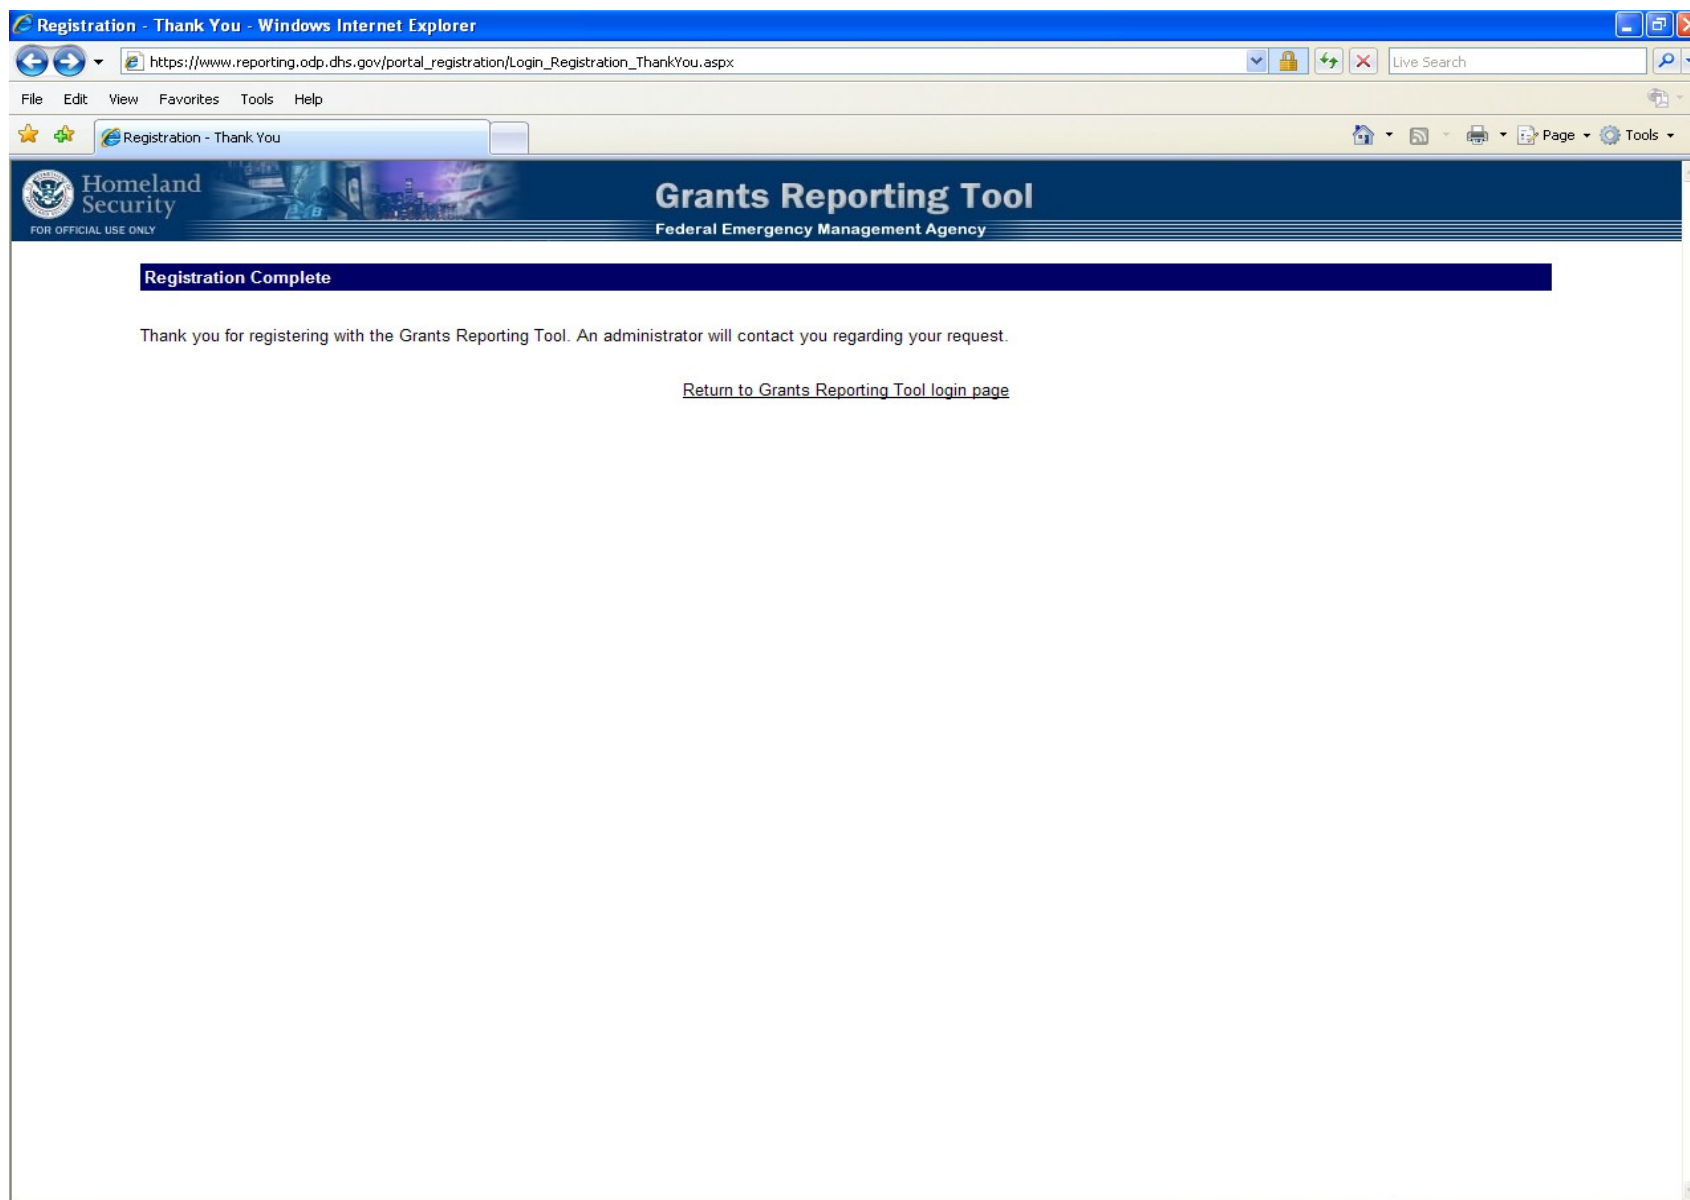 Registration - Thank You - Windows Internet Explorer
https://www.reporting.odp.dhs.gov/portal_registration/Login_Registration_ThankYou.aspx
Live Search
File Edit View Favorites Tools Help
Registration - Thank You
Page Tools
Homeland
Security
FOR OFFICIAL USE ONLY
Grants Reporting Tool
Federal Emergency Management Agency
Registration Complete
Thank you for registering with the Grants Reporting Tool. An administrator will contact you regarding your request.
Return to Grants Reporting Tool login page